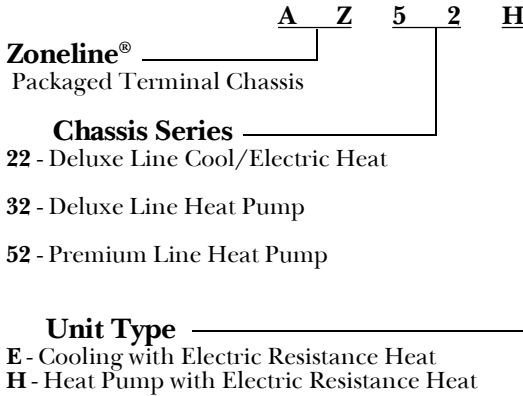 A Z 5 2 H
Zoneline®
Packaged Terminal Chassis
Chassis Series
22 - Deluxe Line Cool/Electric Heat
32 - Deluxe Line Heat Pump
52 - Premium Line Heat Pump
Unit Type
E - Cooling with Electric Resistance Heat
H - Heat Pump with Electric Resistance Heat